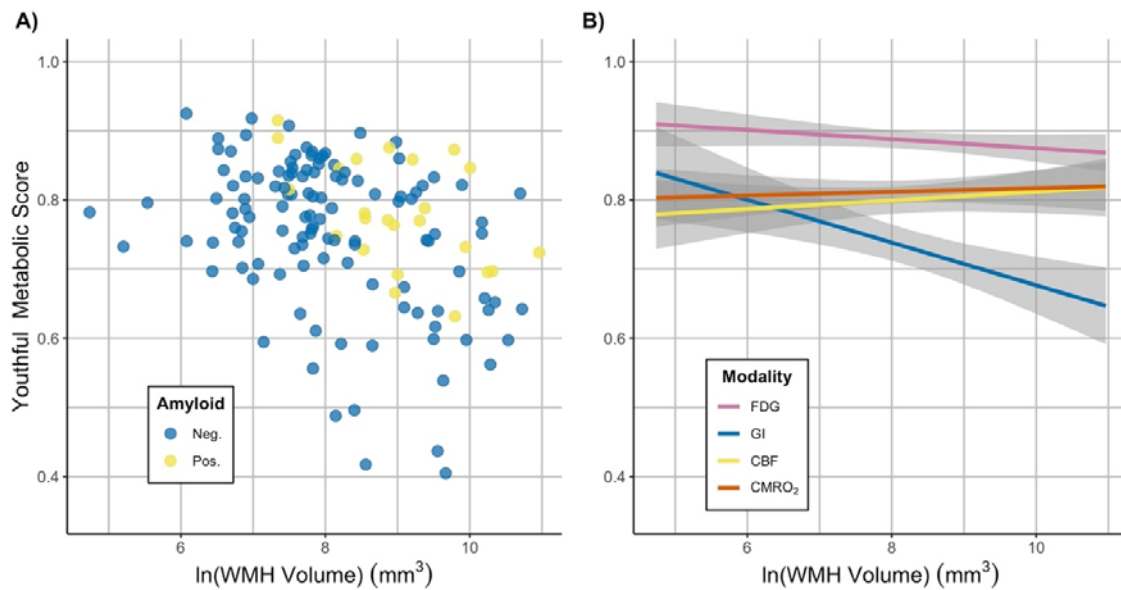 A)
Youthful Metabolic Score
1.0
0.8
0.6
0.4
Amyloid
Neg.
Pos.
6
8
10
ln(WMH Volume) (mm³)
B)
1.0
0.8
0.6
0.4
Modality
FDG
GI
CBF
CMRO₂
6
8
10
ln(WMH Volume) (mm³)